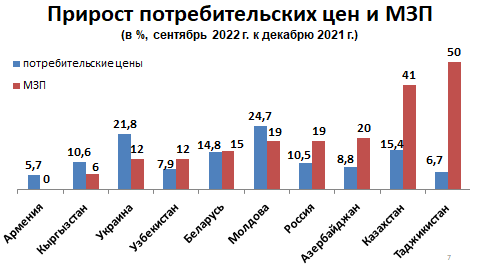 Прирост потребительских цен и МЗП
(в %, сентябрь 2022 г. к декабрю 2021 г.)
потребительские цены
МЗП
5,7 0
10,6 6
21,8 12
7,9 12
14,8 15
24,7 19
10,5 19
8,8 20
15,4 41
6,7 50
Армения
Кыргызстан
Украина
Узбекистан
Беларусь
Молдова
Россия
Азербайджан
Казахстан
Таджикистан
7